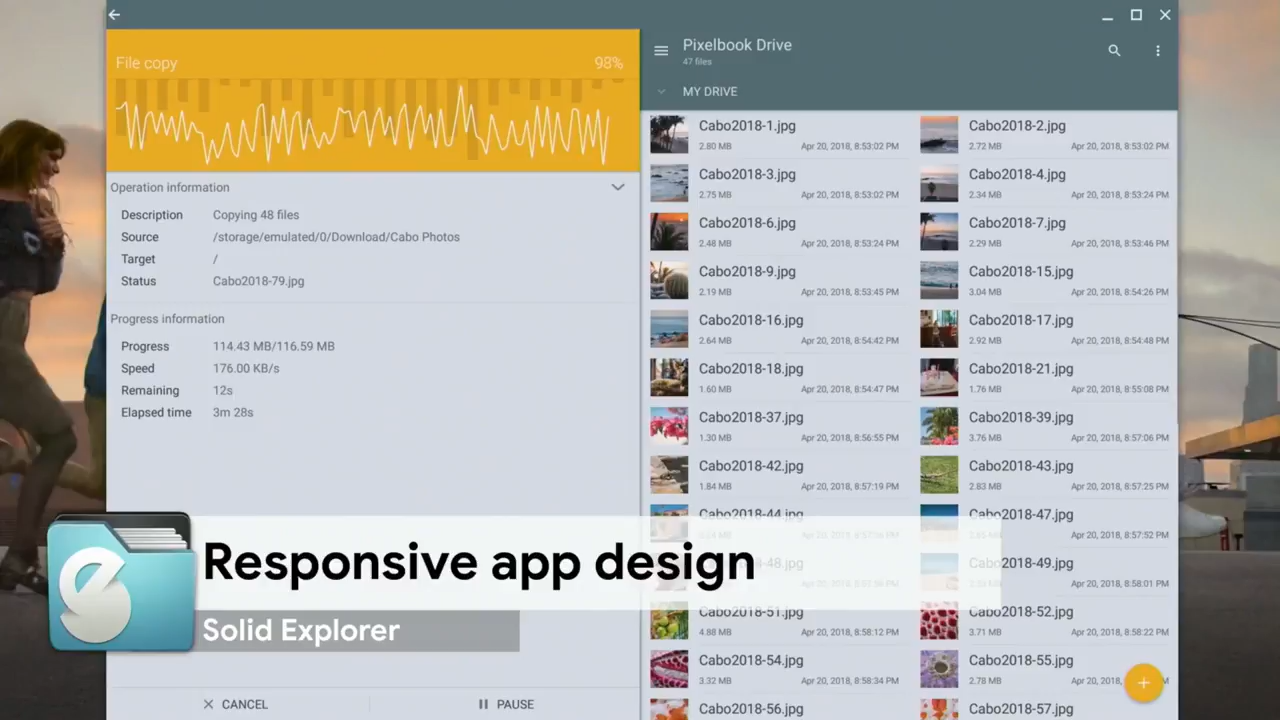 File copy 98%
Operation information
Description Copying 48 files
Source /storage/emulated/0/Download/Cabo Photos
Target /
Status Cabo2018-79.jpg
Progress information
Progress 114.43 MB/116.59 MB
Speed 176.00 KB/s
Remaining 12s
Elapsed time 3m 28s
CANCEL PAUSE
Pixelbook Drive
47 files
MY DRIVE
Cabo2018-1.jpg Cabo2018-2.jpg
2.80 MB Apr 20, 2018, 8:53:02 PM 2.72 MB Apr 20, 2018, 8:53:02 PM
Cabo2018-3.jpg Cabo2018-4.jpg
2.75 MB Apr 20, 2018, 8:53:02 PM 2.34 MB Apr 20, 2018, 8:53:24 PM
Cabo2018-6.jpg Cabo2018-7.jpg
2.48 MB Apr 20, 2018, 8:53:24 PM 2.29 MB Apr 20, 2018, 8:53:46 PM
Cabo2018-9.jpg Cabo2018-15.jpg
2.19 MB Apr 20, 2018, 8:53:45 PM 3.04 MB Apr 20, 2018, 8:54:26 PM
Cabo2018-16.jpg Cabo2018-17.jpg
2.64 MB Apr 20, 2018, 8:54:42 PM 2.92 MB Apr 20, 2018, 8:54:48 PM
Cabo2018-18.jpg Cabo2018-21.jpg
1.60 MB Apr 20, 2018, 8:54:47 PM 1.76 MB Apr 20, 2018, 8:55:08 PM
Cabo2018-37.jpg Cabo2018-39.jpg
1.30 MB Apr 20, 2018, 8:56:55 PM 3.76 MB Apr 20, 2018, 8:57:06 PM
Cabo2018-42.jpg Cabo2018-43.jpg
1.84 MB Apr 20, 2018, 8:57:19 PM 2.83 MB Apr 20, 2018, 8:57:25 PM
Cabo2018-44.jpg Cabo2018-47.jpg
Apr 20, 2018, 8:57:52 PM
Cabo2018-49.jpg
Apr 20, 2018, 8:58:01 PM
Cabo2018-51.jpg Cabo2018-52.jpg
4.88 MB Apr 20, 2018, 8:58:12 PM 3.71 MB Apr 20, 2018, 8:58:22 PM
Cabo2018-54.jpg Cabo2018-55.jpg
3.32 MB Apr 20, 2018, 8:58:34 PM 2.78 MB Apr 20, 2018,
Cabo2018-56.jpg Cabo2018-57.jpg
Responsive app design
Solid Explorer